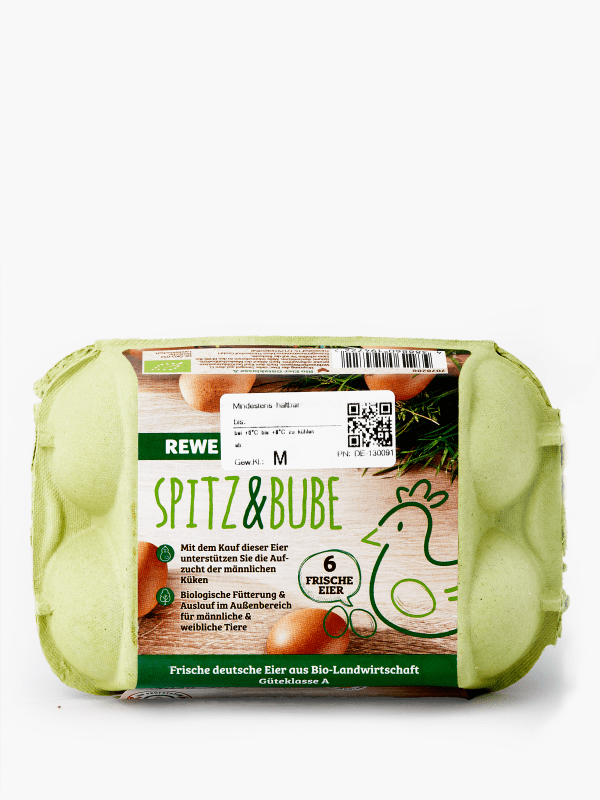 Mindestens haltbar
bis:
bei +5°C bis +8°C zu kühlen
ab:
Gew.Kl.: M
PN: DE-130091
REWE
SPITZ&BUBE
Mit dem Kauf dieser Eier
unterstützen Sie die Auf-
zucht der männlichen
Küken
Biologische Fütterung &
Auslauf im Außenbereich
für männliche &
weibliche Tiere
6
FRISCHE
EIER
Frische deutsche Eier aus Bio-Landwirtschaft
Güteklasse A